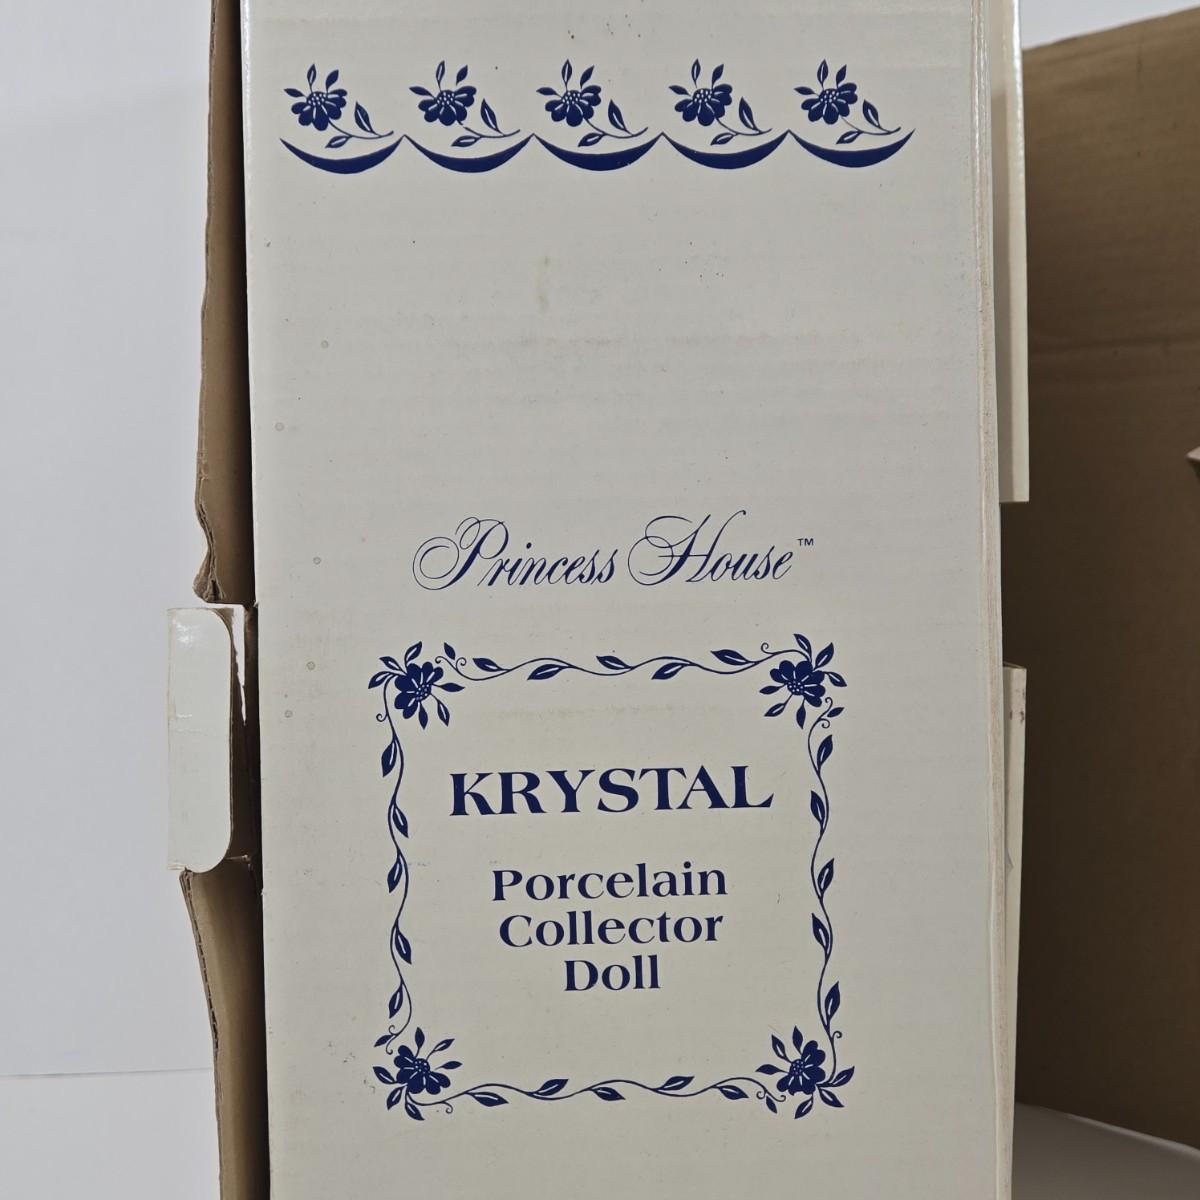 Princess House™
KRYSTAL
Porcelain
Collector
Doll